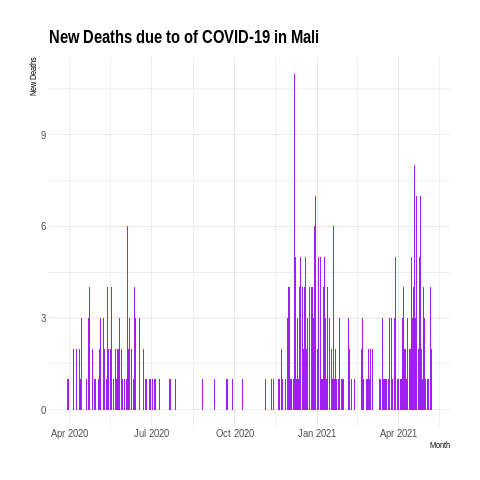 New Deaths due to of COVID-19 in Mali
New Deaths
9
6
3
0
Apr 2020 Jul 2020 Oct 2020 Jan 2021 Apr 2021
Month